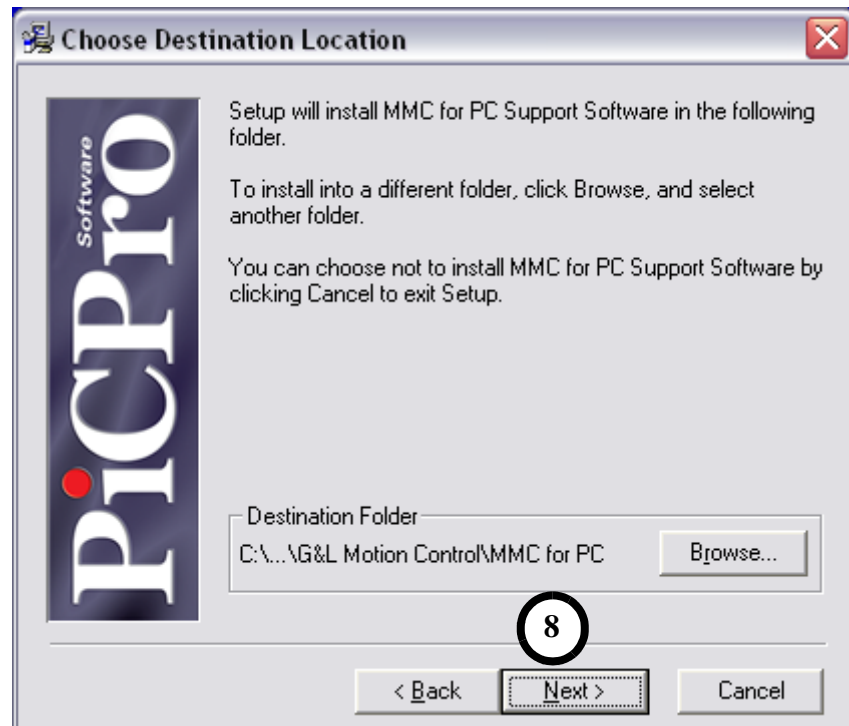 Choose Destination Location
PiCPro
Software
Setup will install MMC for PC Support Software in the following
folder.
To install into a different folder, click Browse, and select
another folder.
You can choose not to install MMC for PC Support Software by
clicking Cancel to exit Setup.
Destination Folder
C:\...\G&L Motion Control\MMC for PC
Browse...
8
< Back
Next >
Cancel